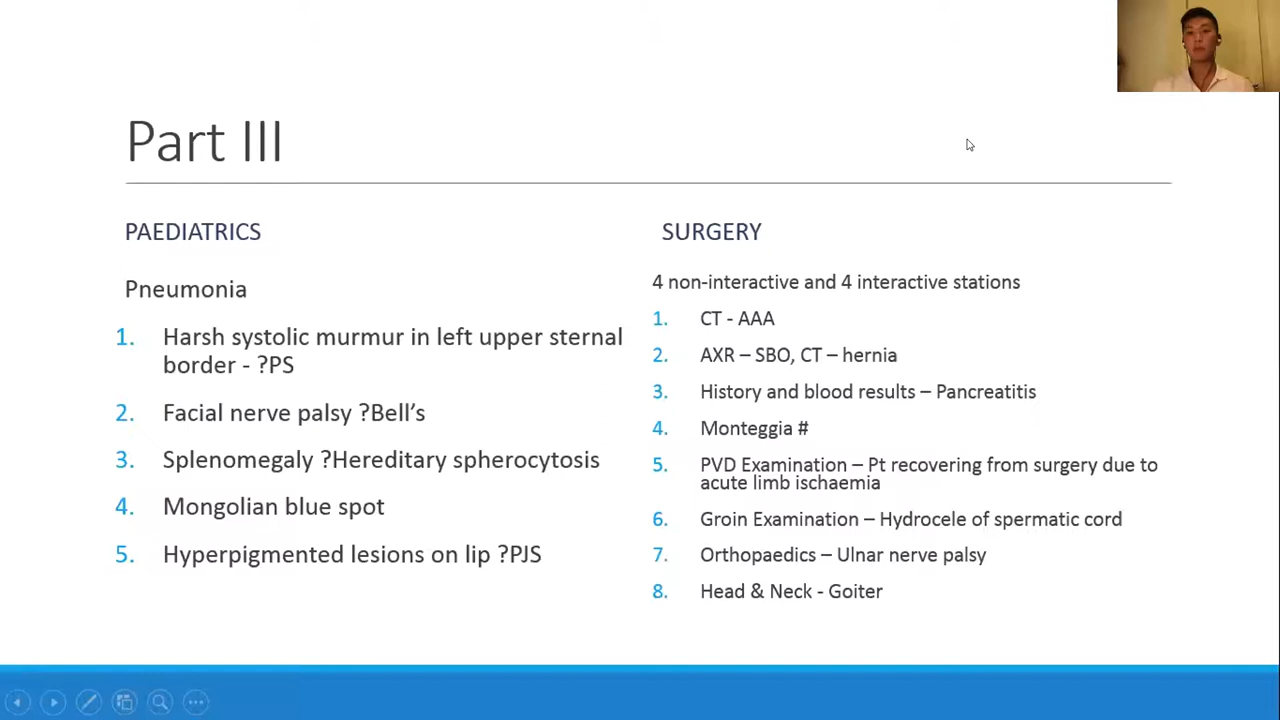 Part III
PAEDIATRICS
Pneumonia
1. Harsh systolic murmur in left upper sternal
border - ?PS
2. Facial nerve palsy ?Bell’s
3. Splenomegaly ?Hereditary spherocytosis
4. Mongolian blue spot
5. Hyperpigmented lesions on lip ?PJS
SURGERY
4 non-interactive and 4 interactive stations
1. CT - AAA
2. AXR – SBO, CT – hernia
3. History and blood results – Pancreatitis
4. Monteggia #
5. PVD Examination – Pt recovering from surgery due to
acute limb ischaemia
6. Groin Examination – Hydrocele of spermatic cord
7. Orthopaedics – Ulnar nerve palsy
8. Head & Neck - Goiter